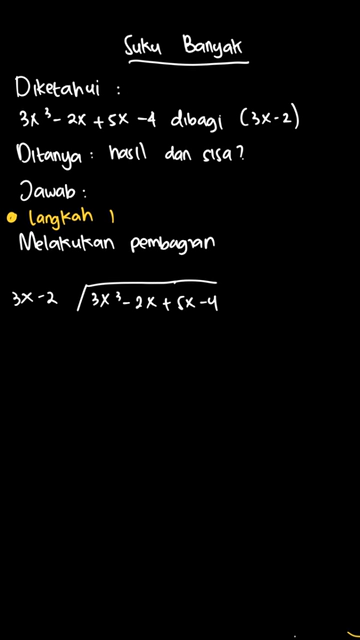 Suku Banyak
Diketahui :
3x³ - 2x + 5x - 4 dibagi (3x - 2)
Ditanya : hasil dan sisa?
Jawab :
Langkah 1
Melakukan pembagian
3x - 2 3x³ - 2x + 5x - 4